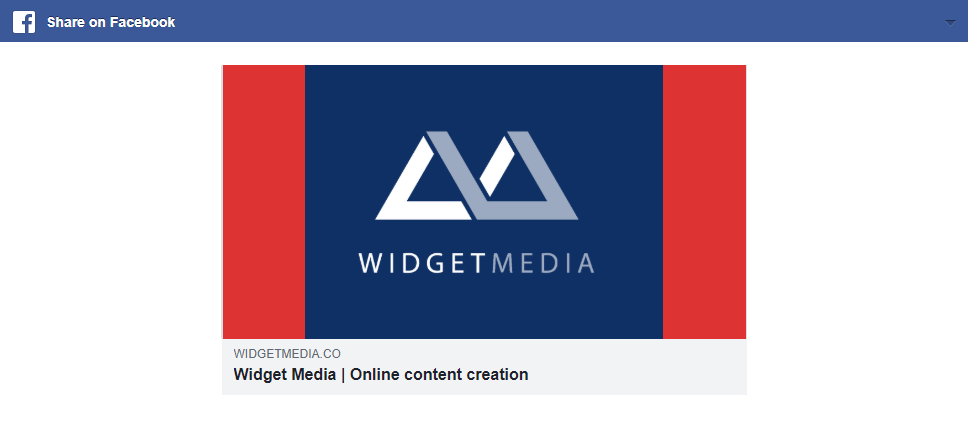 Share on Facebook
WIDGETMEDIA
WIDGETMEDIA.CO
Widget Media | Online content creation